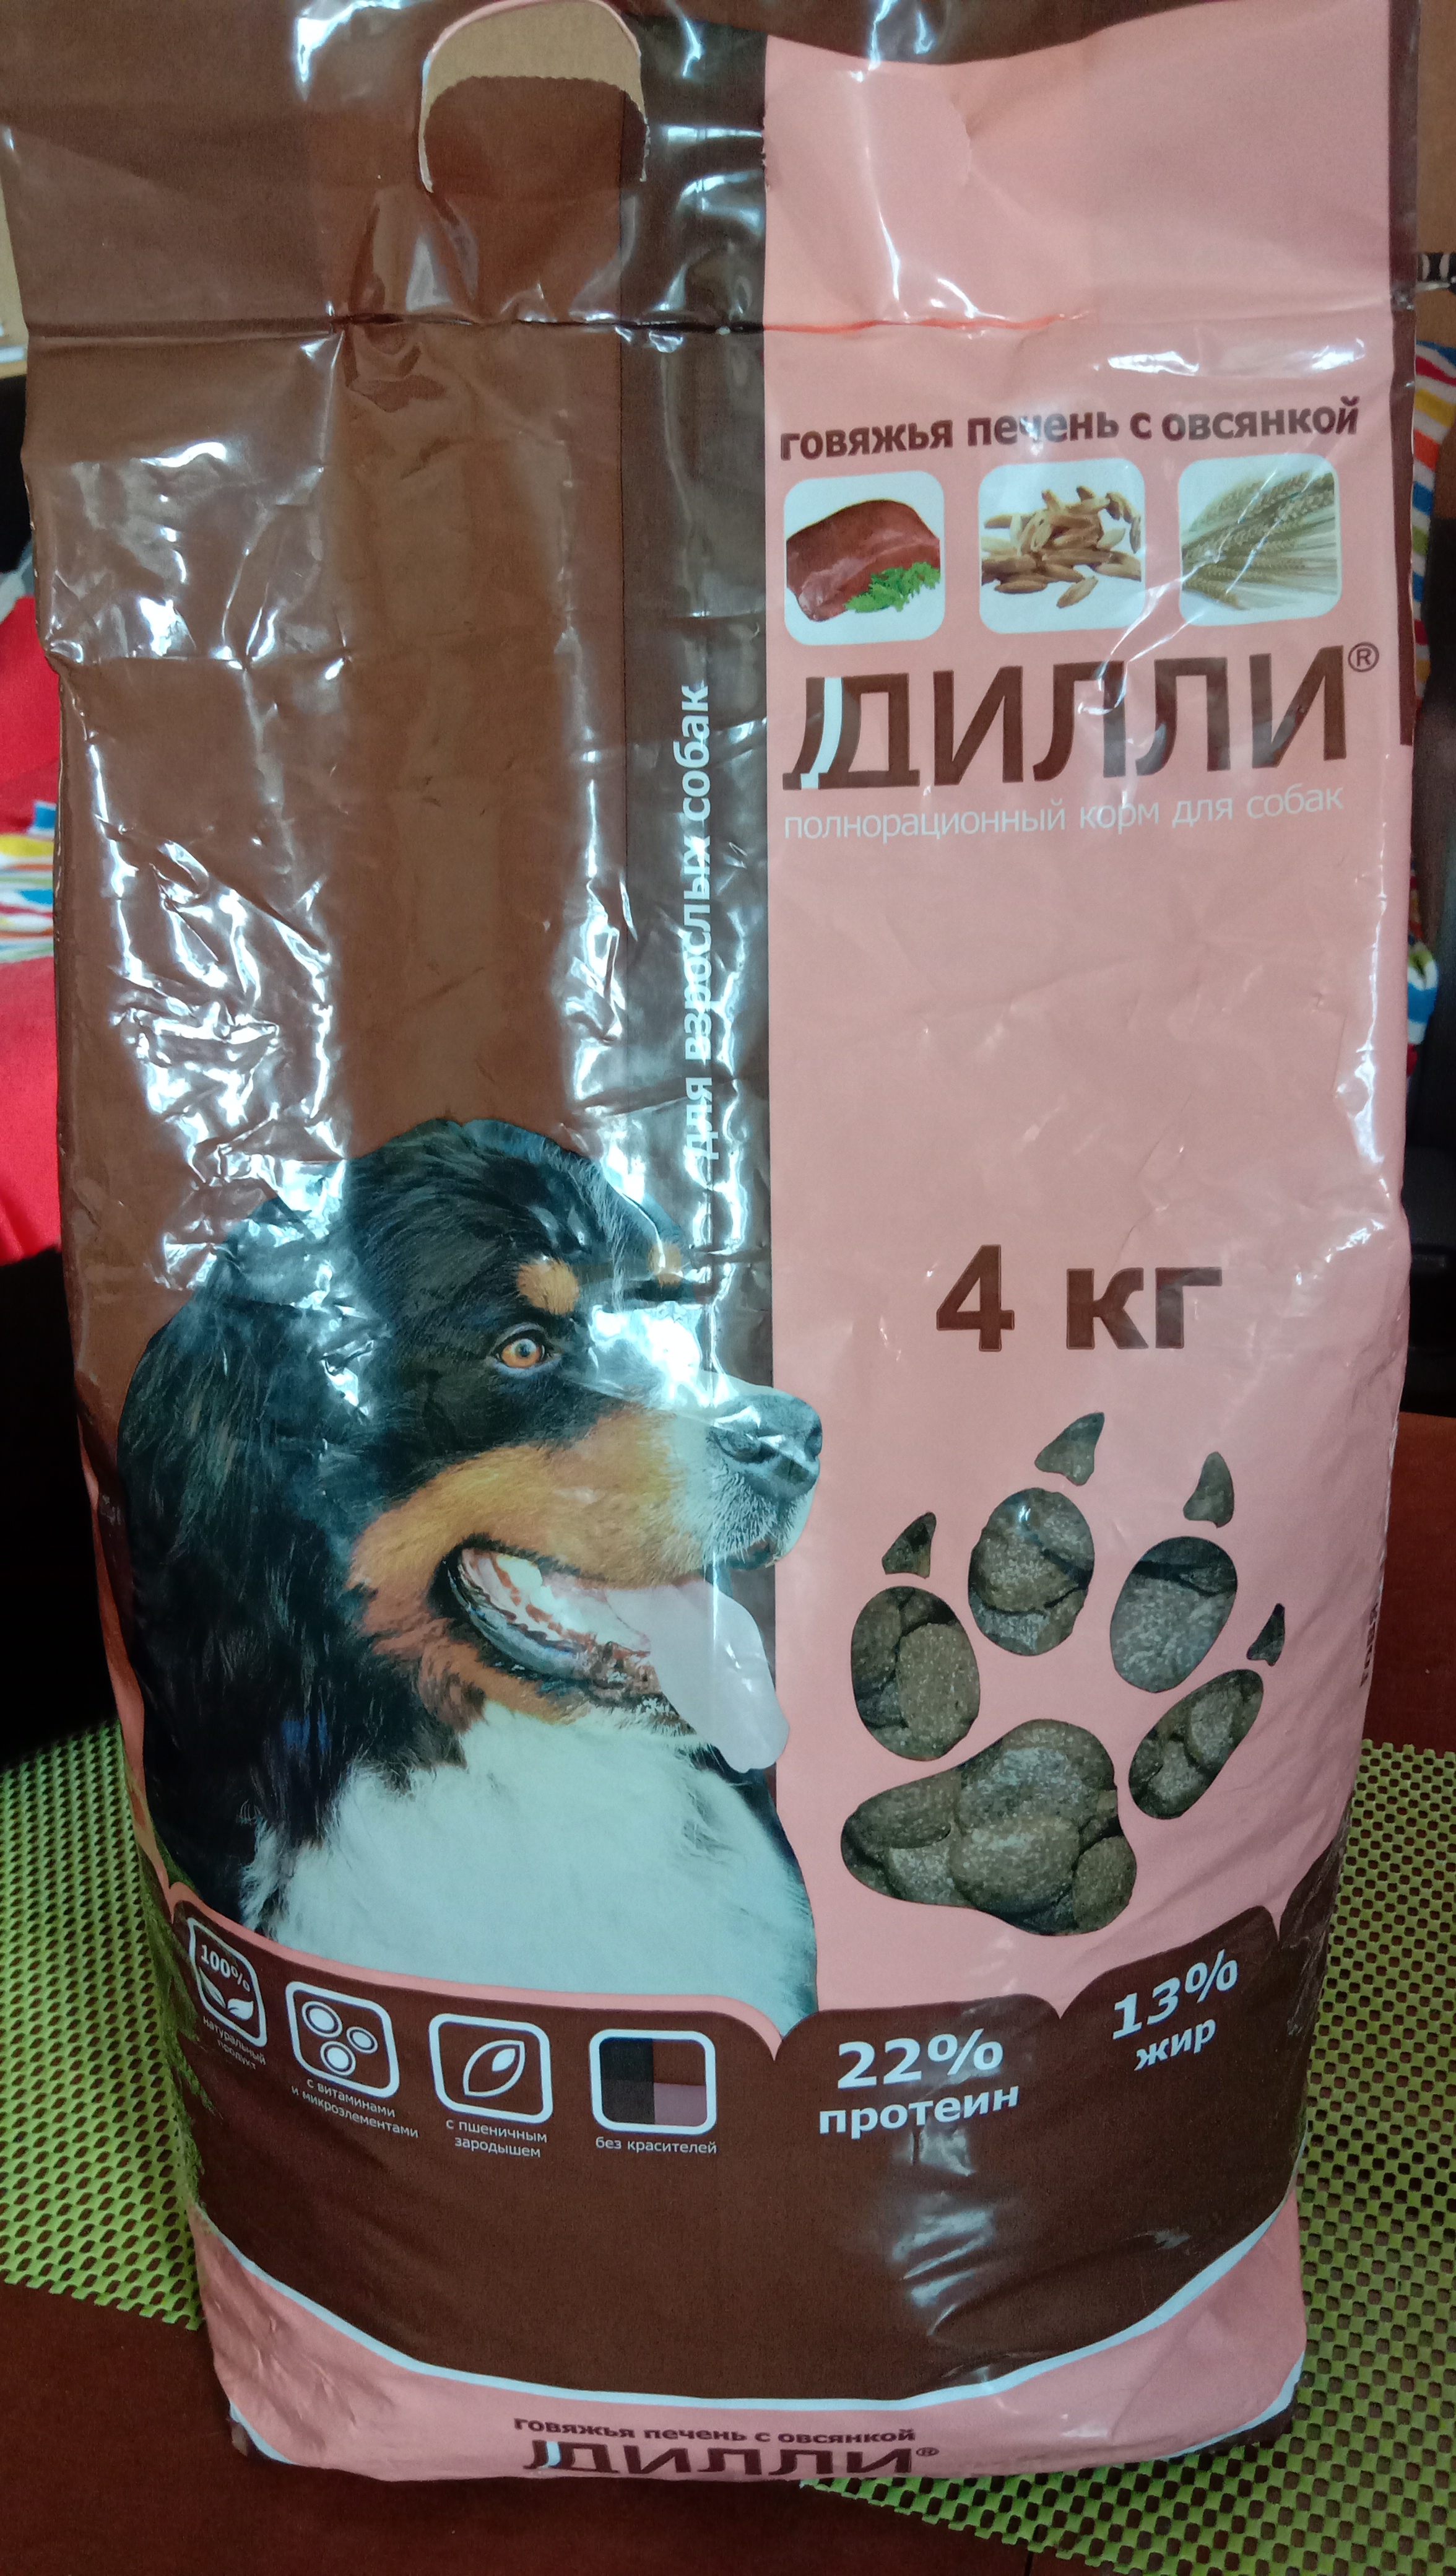 говяжья печень с овсянкой
ДИЛЛИ®
полнорационный корм для собак
для взрослых собак
4 кг
100%
натуральный
продукт
с витаминами
и микроэлементами
с пшеничным
зародышем
без красителей
22%
протеин
13%
жир
говяжья печень с овсянкой
ДИЛЛИ®